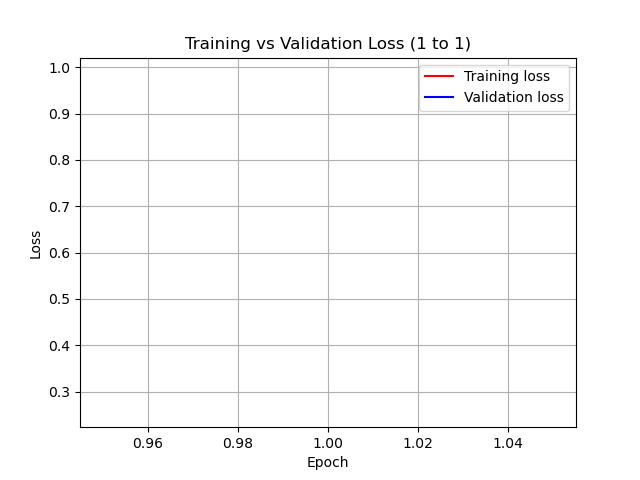 Training vs Validation Loss (1 to 1)
1.0
Training loss
0.9
Validation loss
0.8
0.7
0.6
Loss
0.5
0.4
0.3
0.96 0.98 1.00 1.02 1.04
Epoch